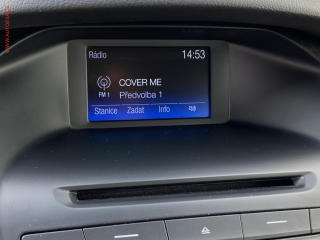 Rádio 14:53
COVER ME
FM 1 Předvolba 1
Stanice Zadat Info